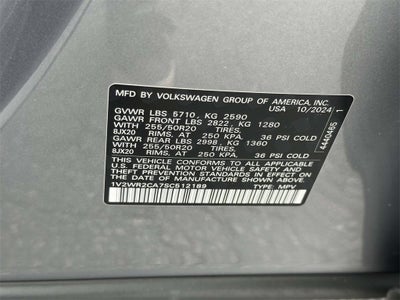 MFD BY VOLKSWAGEN GROUP OF AMERICA, INC.
USA 10/2024
GVWR LBS 5710, KG 2590
GAWR FRONT LBS 2822, KG 1280
WITH 255/50R20 TIRES.
8JX20 RIMS. AT 250 KPA. 36 PSI COLD
GAWR REAR LBS 2998, KG 1360
WITH 255/50R20 TIRES.
8JX20 RIMS. AT 250 KPA. 36 PSI COLD
THIS VEHICLE CONFORMS TO ALL APPLICABLE
U.S. FEDERAL MOTOR VEHICLE SAFETY, BUMPER,
AND THEFT PREVENTION STANDARDS IN EFFECT ON
THE DATE OF MANUFACTURE SHOWN ABOVE.
1V2WR2CA7SC512189 TYPE: MPV
4440465 1